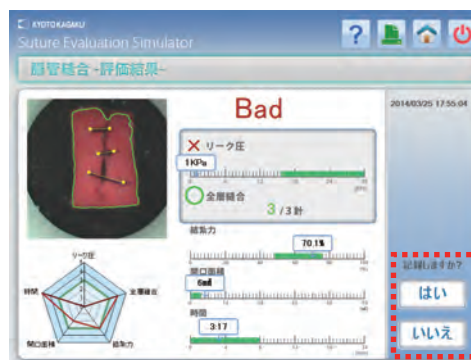 KYOTO KAGAKU
Suture Evaluation Simulator
腸管縫合 -評価結果-
Bad
2014/03/25 17:55:04
リーク圧
1KPa
全層縫合
3 / 3 針
結紮力
70.1%
開口面積
6㎟
時間
3:17
リーク圧
時間
全層縫合
開口面積
結紮力
記録しますか?
はい
いいえ